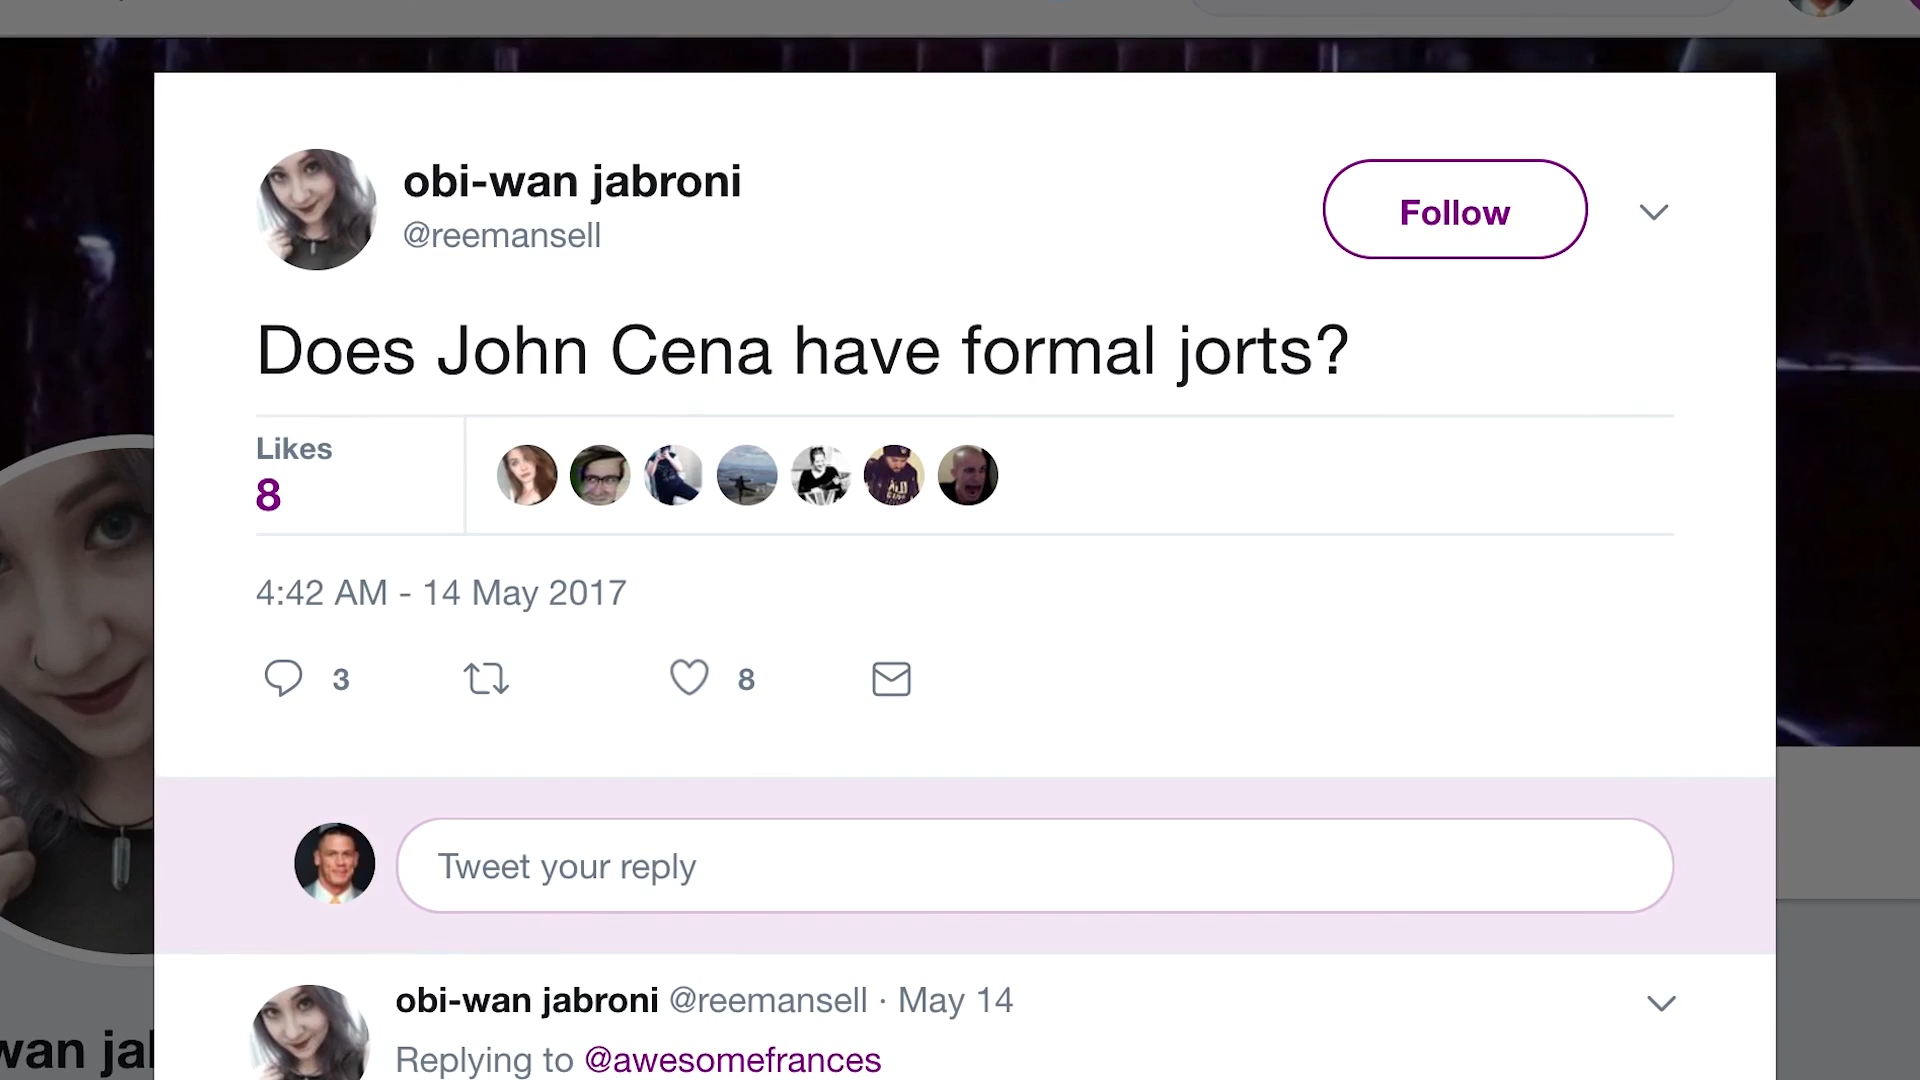 obi-wan jabroni
@reemansell
Follow
Does John Cena have formal jorts?
Likes
8
4:42 AM - 14 May 2017
3
8
Tweet your reply
obi-wan jabroni @reemansell · May 14
Replying to @awesomefrances
wan jal